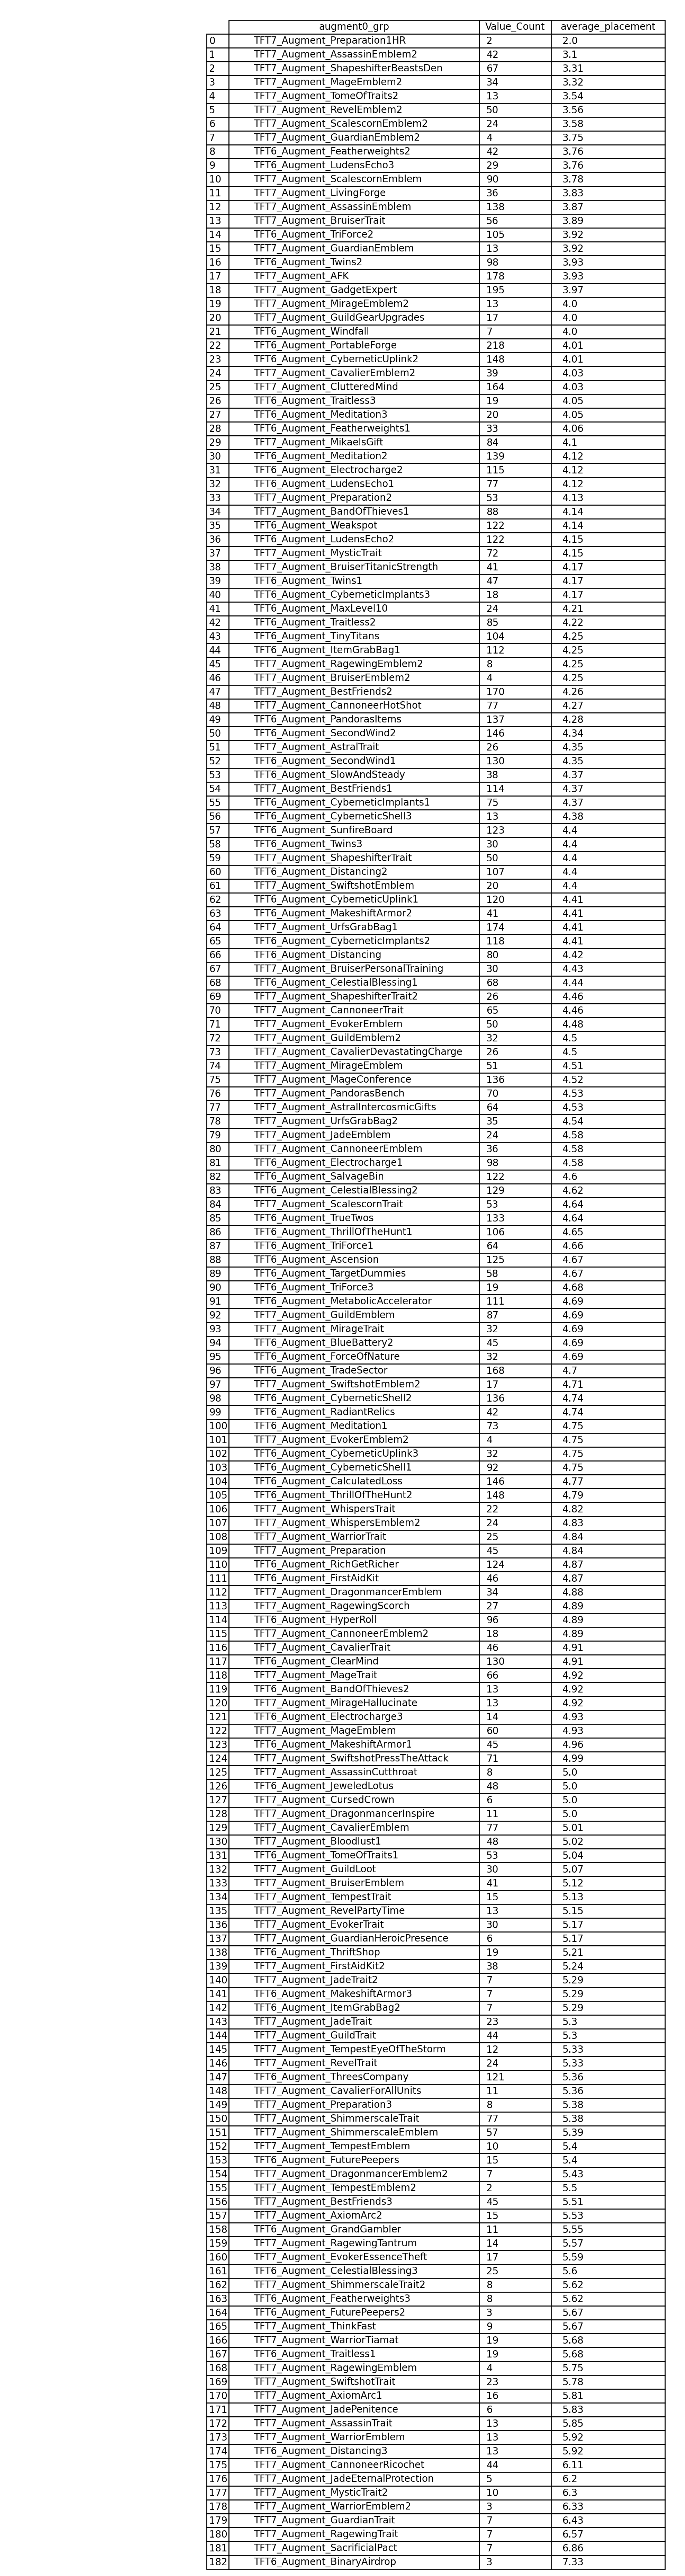 augment0_grp Value_Count average_placement
0 TFT7_Augment_Preparation1HR 2 2.0
1 TFT7_Augment_AssassinEmblem2 42 3.1
2 TFT7_Augment_ShapeshifterBeastsDen 67 3.31
3 TFT7_Augment_MageEmblem2 34 3.32
4 TFT6_Augment_TomeOfTraits2 13 3.54
5 TFT7_Augment_RevelEmblem2 50 3.56
6 TFT7_Augment_ScalescornEmblem2 24 3.58
7 TFT7_Augment_GuardianEmblem2 4 3.75
8 TFT6_Augment_Featherweights2 42 3.76
9 TFT6_Augment_LudensEcho3 29 3.76
10 TFT7_Augment_ScalescornEmblem 90 3.78
11 TFT7_Augment_LivingForge 36 3.83
12 TFT7_Augment_AssassinEmblem 138 3.87
13 TFT7_Augment_BruiserTrait 56 3.89
14 TFT6_Augment_TriForce2 105 3.92
15 TFT7_Augment_GuardianEmblem 13 3.92
16 TFT6_Augment_Twins2 98 3.93
17 TFT7_Augment_AFK 178 3.93
18 TFT7_Augment_GadgetExpert 195 3.97
19 TFT7_Augment_MirageEmblem2 13 4.0
20 TFT7_Augment_GuildGearUpgrades 17 4.0
21 TFT6_Augment_Windfall 7 4.0
22 TFT6_Augment_PortableForge 218 4.01
23 TFT6_Augment_CyberneticUplink2 148 4.01
24 TFT7_Augment_CavalierEmblem2 39 4.03
25 TFT7_Augment_ClutteredMind 164 4.03
26 TFT6_Augment_Traitless3 19 4.05
27 TFT6_Augment_Meditation3 20 4.05
28 TFT6_Augment_Featherweights1 33 4.06
29 TFT7_Augment_MikaelsGift 84 4.1
30 TFT6_Augment_Meditation2 139 4.12
31 TFT6_Augment_Electrocharge2 115 4.12
32 TFT6_Augment_LudensEcho1 77 4.12
33 TFT7_Augment_Preparation2 53 4.13
34 TFT7_Augment_BandOfThieves1 88 4.14
35 TFT6_Augment_Weakspot 122 4.14
36 TFT6_Augment_LudensEcho2 122 4.15
37 TFT7_Augment_MysticTrait 72 4.15
38 TFT7_Augment_BruiserTitanicStrength 41 4.17
39 TFT6_Augment_Twins1 47 4.17
40 TFT6_Augment_CyberneticImplants3 18 4.17
41 TFT7_Augment_MaxLevel10 24 4.21
42 TFT6_Augment_Traitless2 85 4.22
43 TFT6_Augment_TinyTitans 104 4.25
44 TFT6_Augment_ItemGrabBag1 112 4.25
45 TFT7_Augment_RagewingEmblem2 8 4.25
46 TFT7_Augment_BruiserEmblem2 4 4.25
47 TFT7_Augment_BestFriends2 170 4.26
48 TFT7_Augment_CannoneerHotShot 77 4.27
49 TFT6_Augment_PandorasItems 137 4.28
50 TFT6_Augment_SecondWind2 146 4.34
51 TFT7_Augment_AstralTrait 26 4.35
52 TFT6_Augment_SecondWind1 130 4.35
53 TFT6_Augment_SlowAndSteady 38 4.37
54 TFT7_Augment_BestFriends1 114 4.37
55 TFT6_Augment_CyberneticImplants1 75 4.37
56 TFT6_Augment_CyberneticShell3 13 4.38
57 TFT6_Augment_SunfireBoard 123 4.4
58 TFT6_Augment_Twins3 30 4.4
59 TFT7_Augment_ShapeshifterTrait 50 4.4
60 TFT6_Augment_Distancing2 107 4.4
61 TFT7_Augment_SwiftshotEmblem 20 4.4
62 TFT6_Augment_CyberneticUplink1 120 4.41
63 TFT6_Augment_MakeshiftArmor2 41 4.41
64 TFT7_Augment_UrfsGrabBag1 174 4.41
65 TFT6_Augment_CyberneticImplants2 118 4.41
66 TFT6_Augment_Distancing 80 4.42
67 TFT7_Augment_BruiserPersonalTraining 30 4.43
68 TFT6_Augment_CelestialBlessing1 68 4.44
69 TFT7_Augment_ShapeshifterTrait2 26 4.46
70 TFT7_Augment_CannoneerTrait 65 4.46
71 TFT7_Augment_EvokerEmblem 50 4.48
72 TFT7_Augment_GuildEmblem2 32 4.5
73 TFT7_Augment_CavalierDevastatingCharge 26 4.5
74 TFT7_Augment_MirageEmblem 51 4.51
75 TFT7_Augment_MageConference 136 4.52
76 TFT7_Augment_PandorasBench 70 4.53
77 TFT7_Augment_AstralIntercosmicGifts 64 4.53
78 TFT7_Augment_UrfsGrabBag2 35 4.54
79 TFT7_Augment_JadeEmblem 24 4.58
80 TFT7_Augment_CannoneerEmblem 36 4.58
81 TFT6_Augment_Electrocharge1 98 4.58
82 TFT6_Augment_SalvageBin 122 4.6
83 TFT6_Augment_CelestialBlessing2 129 4.62
84 TFT7_Augment_ScalescornTrait 53 4.64
85 TFT6_Augment_TrueTwos 133 4.64
86 TFT6_Augment_ThrillOfTheHunt1 106 4.65
87 TFT6_Augment_TriForce1 64 4.66
88 TFT6_Augment_Ascension 125 4.67
89 TFT6_Augment_TargetDummies 58 4.67
90 TFT6_Augment_TriForce3 19 4.68
91 TFT6_Augment_MetabolicAccelerator 111 4.69
92 TFT7_Augment_GuildEmblem 87 4.69
93 TFT7_Augment_MirageTrait 32 4.69
94 TFT6_Augment_BlueBattery2 45 4.69
95 TFT6_Augment_ForceOfNature 32 4.69
96 TFT6_Augment_TradeSector 168 4.7
97 TFT7_Augment_SwiftshotEmblem2 17 4.71
98 TFT6_Augment_CyberneticShell2 136 4.74
99 TFT6_Augment_RadiantRelics 42 4.74
100 TFT6_Augment_Meditation1 73 4.75
101 TFT7_Augment_EvokerEmblem2 4 4.75
102 TFT6_Augment_CyberneticUplink3 32 4.75
103 TFT6_Augment_CyberneticShell1 92 4.75
104 TFT6_Augment_CalculatedLoss 146 4.77
105 TFT6_Augment_ThrillOfTheHunt2 148 4.79
106 TFT7_Augment_WhispersTrait 22 4.82
107 TFT7_Augment_WhispersEmblem2 24 4.83
108 TFT7_Augment_WarriorTrait 25 4.84
109 TFT7_Augment_Preparation 45 4.84
110 TFT6_Augment_RichGetRicher 124 4.87
111 TFT6_Augment_FirstAidKit 46 4.87
112 TFT7_Augment_DragonmancerEmblem 34 4.88
113 TFT7_Augment_RagewingScorch 27 4.89
114 TFT6_Augment_HyperRoll 96 4.89
115 TFT7_Augment_CannoneerEmblem2 18 4.89
116 TFT7_Augment_CavalierTrait 46 4.91
117 TFT6_Augment_ClearMind 130 4.91
118 TFT7_Augment_MageTrait 66 4.92
119 TFT6_Augment_BandOfThieves2 13 4.92
120 TFT7_Augment_MirageHallucinate 13 4.92
121 TFT6_Augment_Electrocharge3 14 4.93
122 TFT7_Augment_MageEmblem 60 4.93
123 TFT6_Augment_MakeshiftArmor1 45 4.96
124 TFT7_Augment_SwiftshotPressTheAttack 71 4.99
125 TFT7_Augment_AssassinCutthroat 8 5.0
126 TFT6_Augment_JeweledLotus 48 5.0
127 TFT7_Augment_CursedCrown 6 5.0
128 TFT7_Augment_DragonmancerInspire 11 5.0
129 TFT7_Augment_CavalierEmblem 77 5.01
130 TFT7_Augment_Bloodlust1 48 5.02
131 TFT6_Augment_TomeOfTraits1 53 5.04
132 TFT7_Augment_GuildLoot 30 5.07
133 TFT7_Augment_BruiserEmblem 41 5.12
134 TFT7_Augment_TempestTrait 15 5.13
135 TFT7_Augment_RevelPartyTime 13 5.15
136 TFT7_Augment_EvokerTrait 30 5.17
137 TFT7_Augment_GuardianHeroicPresence 6 5.17
138 TFT6_Augment_ThriftShop 19 5.21
139 TFT7_Augment_FirstAidKit2 38 5.24
140 TFT7_Augment_JadeTrait2 7 5.29
141 TFT6_Augment_MakeshiftArmor3 7 5.29
142 TFT6_Augment_ItemGrabBag2 7 5.29
143 TFT7_Augment_JadeTrait 23 5.3
144 TFT7_Augment_GuildTrait 44 5.3
145 TFT7_Augment_TempestEyeOfTheStorm 12 5.33
146 TFT7_Augment_RevelTrait 24 5.33
147 TFT6_Augment_ThreesCompany 121 5.36
148 TFT7_Augment_CavalierForAllUnits 11 5.36
149 TFT7_Augment_Preparation3 8 5.38
150 TFT7_Augment_ShimmerscaleTrait 77 5.38
151 TFT7_Augment_ShimmerscaleEmblem 57 5.39
152 TFT7_Augment_TempestEmblem 10 5.4
153 TFT6_Augment_FuturePeepers 15 5.4
154 TFT7_Augment_DragonmancerEmblem2 7 5.43
155 TFT7_Augment_TempestEmblem2 2 5.5
156 TFT7_Augment_BestFriends3 45 5.51
157 TFT7_Augment_AxiomArc2 15 5.53
158 TFT6_Augment_GrandGambler 11 5.55
159 TFT7_Augment_RagewingTantrum 14 5.57
160 TFT7_Augment_EvokerEssenceTheft 17 5.59
161 TFT6_Augment_CelestialBlessing3 25 5.6
162 TFT7_Augment_ShimmerscaleTrait2 8 5.62
163 TFT6_Augment_Featherweights3 8 5.62
164 TFT6_Augment_FuturePeepers2 3 5.67
165 TFT7_Augment_ThinkFast 9 5.67
166 TFT7_Augment_WarriorTiamat 19 5.68
167 TFT6_Augment_Traitless1 19 5.68
168 TFT7_Augment_RagewingEmblem 4 5.75
169 TFT7_Augment_SwiftshotTrait 23 5.78
170 TFT7_Augment_AxiomArc1 16 5.81
171 TFT7_Augment_JadePenitence 6 5.83
172 TFT7_Augment_AssassinTrait 13 5.85
173 TFT7_Augment_WarriorEmblem 13 5.92
174 TFT6_Augment_Distancing3 13 5.92
175 TFT7_Augment_CannoneerRicochet 44 6.11
176 TFT7_Augment_JadeEternalProtection 5 6.2
177 TFT7_Augment_MysticTrait2 10 6.3
178 TFT7_Augment_WarriorEmblem2 3 6.33
179 TFT7_Augment_GuardianTrait 7 6.43
180 TFT7_Augment_RagewingTrait 7 6.57
181 TFT7_Augment_SacrificialPact 7 6.86
182 TFT6_Augment_BinaryAirdrop 3 7.33